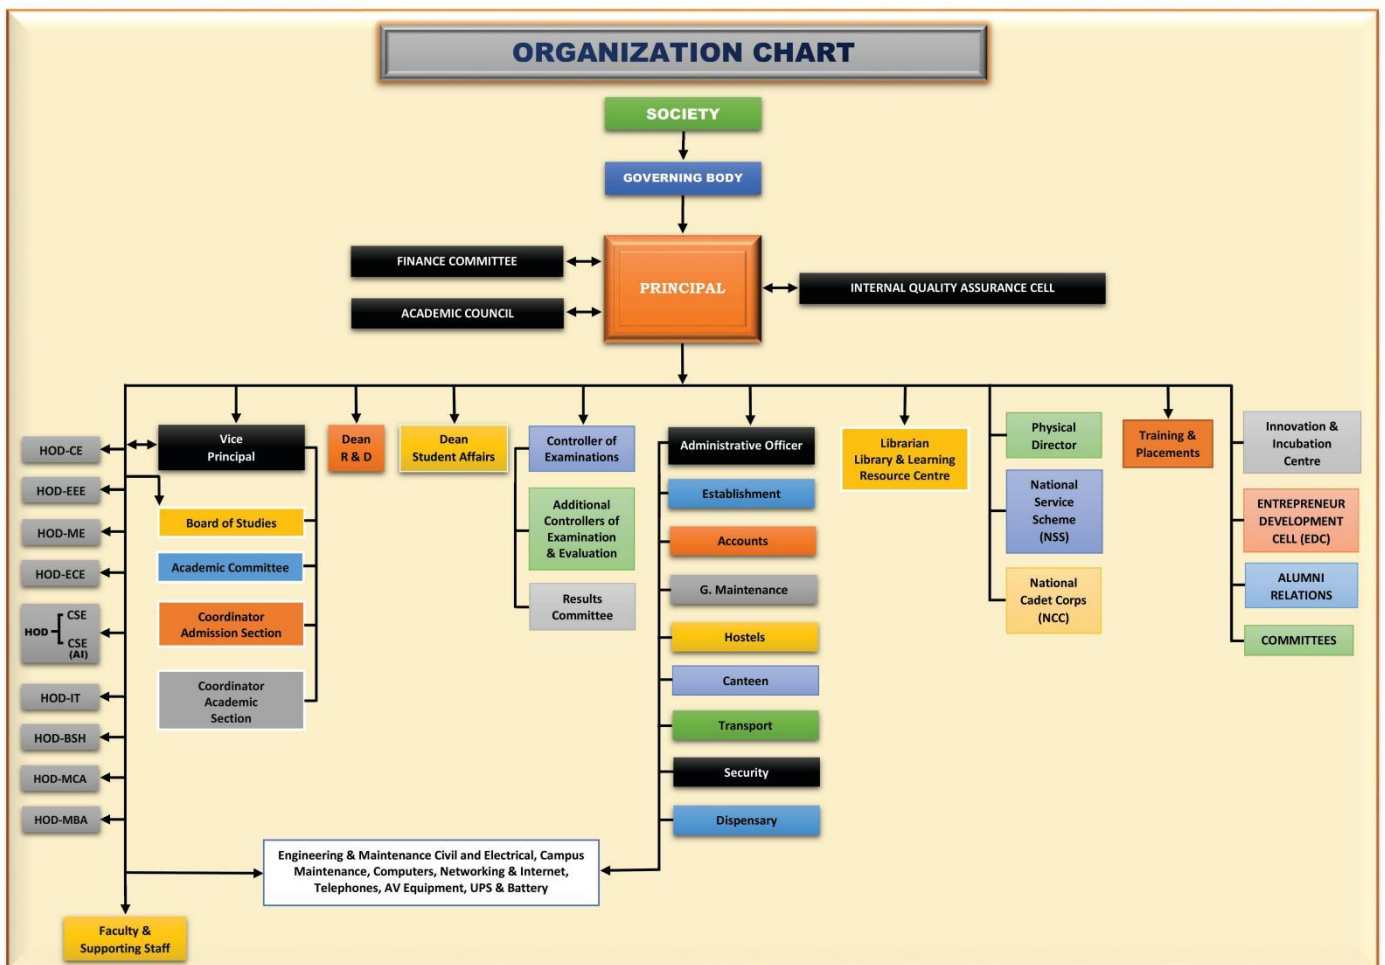 ORGANIZATION CHART
SOCIETY
GOVERNING BODY
FINANCE COMMITTEE
PRINCIPAL
INTERNAL QUALITY ASSURANCE CELL
ACADEMIC COUNCIL
HOD-CE
HOD-EEE
HOD-ME
HOD-ECE
HOD
CSE
CSE
(AI)
HOD-IT
HOD-BSH
HOD-MCA
HOD-MBA
Vice
Principal
Board of Studies
Academic Committee
Coordinator
Admission Section
Coordinator
Academic
Section
Dean
R & D
Dean
Student Affairs
Controller of
Examinations
Additional
Controllers of
Examination
& Evaluation
Results
Committee
Administrative Officer
Establishment
Accounts
G. Maintenance
Hostels
Canteen
Transport
Security
Dispensary
Librarian
Library & Learning
Resource Centre
Physical
Director
National
Service
Scheme
(NSS)
National
Cadet Corps
(NCC)
Training &
Placements
Innovation &
Incubation
Centre
ENTREPRENEUR
DEVELOPMENT
CELL (EDC)
ALUMNI
RELATIONS
COMMITTEES
Engineering & Maintenance Civil and Electrical, Campus
Maintenance, Computers, Networking & Internet,
Telephones, AV Equipment, UPS & Battery
Faculty &
Supporting Staff